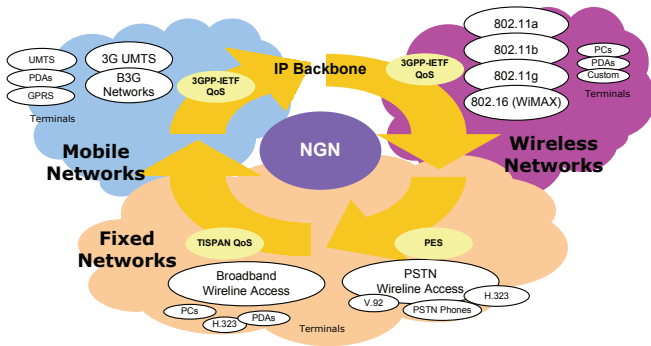 UMTS
PDAs
GPRS
Terminals
3G UMTS
B3G
Networks
3GPP-IETF
QoS
Mobile
Networks
IP Backbone
NGN
3GPP-IETF
QoS
802.11a
802.11b
802.11g
802.16 (WiMAX)
PCs
PDAs
Custom
Terminals
Wireless
Networks
Fixed
Networks
TISPAN QoS
Broadband
Wireline Access
PCs
H.323
PDAs
Terminals
PES
PSTN
Wireline Access
V.92
PSTN Phones
H.323
Terminals